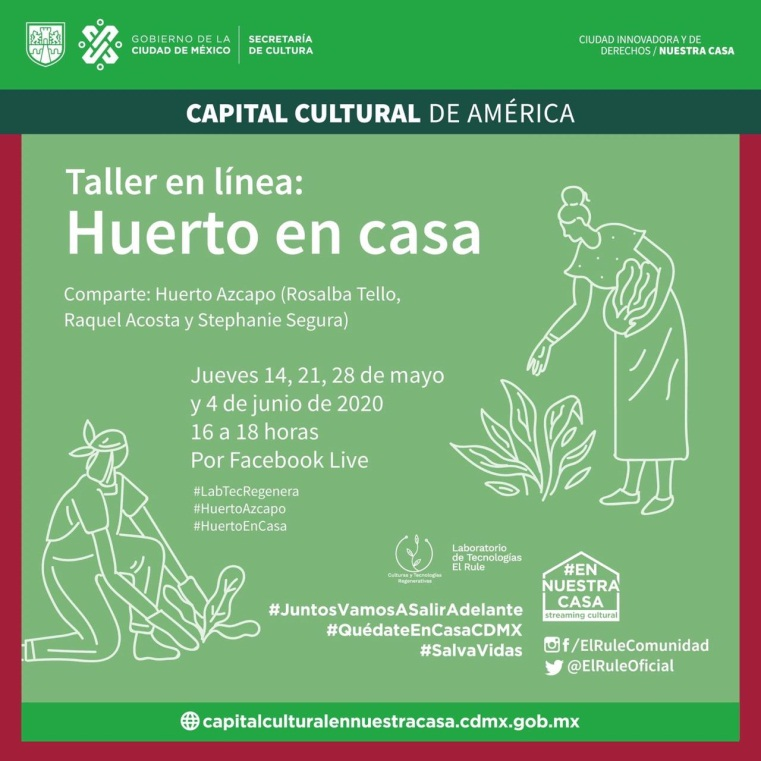 GOBIERNO DE LA
CIUDAD DE MÉXICO
SECRETARÍA
DE CULTURA
CIUDAD INNOVADORA Y DE
DERECHOS / NUESTRA CASA
CAPITAL CULTURAL DE AMÉRICA
Taller en línea:
Huerto en casa
Comparte: Huerto Azcapo (Rosalba Tello,
Raquel Acosta y Stephanie Segura)
Jueves 14, 21, 28 de mayo
y 4 de junio de 2020
16 a 18 horas
Por Facebook Live
#LabTecRegenera
#HuertoAzcapo
#HuertoEnCasa
Culturas y Tecnologías
Regenerativas
Laboratorio
de Tecnologías
El Rule
#EN
NUESTRA
CASA
streaming cultural
#JuntosVamosASalirAdelante
#QuédateEnCasaCDMX
#SalvaVidas
f/ElRuleComunidad
@ElRuleOficial
capitalculturalennuestracasa.cdmx.gob.mx